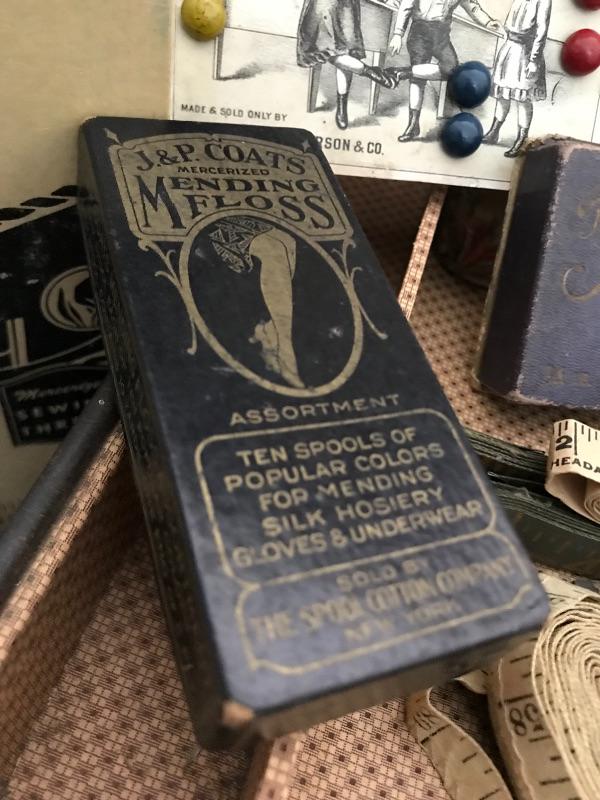 MADE & SOLD ONLY BY
RSON & CO.
J. & P. COATS
MERCERIZED
MENDING
FLOSS
ASSORTMENT
TEN SPOOLS OF
POPULAR COLORS
FOR MENDING
SILK HOSIERY
GLOVES & UNDERWEAR
SOLD BY
THE SPOOL COTTON COMPANY
NEW YORK
2